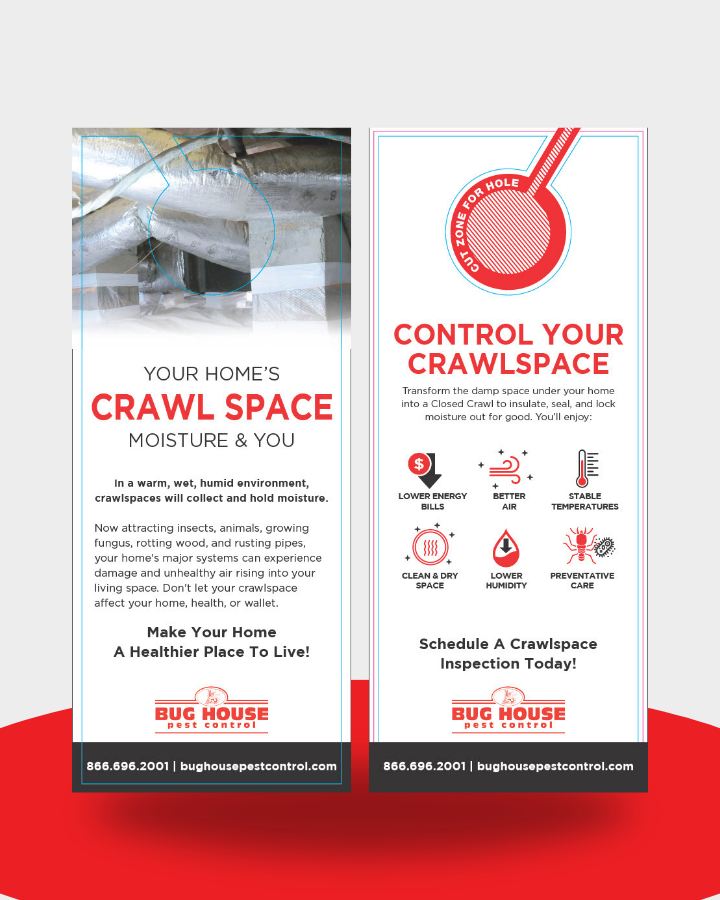 YOUR HOME'S
CRAWL SPACE
MOISTURE & YOU
In a warm, wet, humid environment,
crawlspaces will collect and hold moisture.
Now attracting insects, animals, growing
fungus, rotting wood, and rusting pipes,
your home's major systems can experience
damage and unhealthy air rising into your
living space. Don't let your crawlspace
affect your home, health, or wallet.
Make Your Home
A Healthier Place To Live!
BUG HOUSE
pest control
866.696.2001 | bughousepestcontrol.com
CUT ZONE FOR HOLE
CONTROL YOUR
CRAWLSPACE
Transform the damp space under your home
into a Closed Crawl to insulate, seal, and lock
moisture out for good. You'll enjoy:
$
LOWER ENERGY
BILLS
BETTER
AIR
STABLE
TEMPERATURES
CLEAN & DRY
SPACE
LOWER
HUMIDITY
PREVENTATIVE
CARE
Schedule A Crawlspace
Inspection Today!
BUG HOUSE
pest control
866.696.2001 | bughousepestcontrol.com